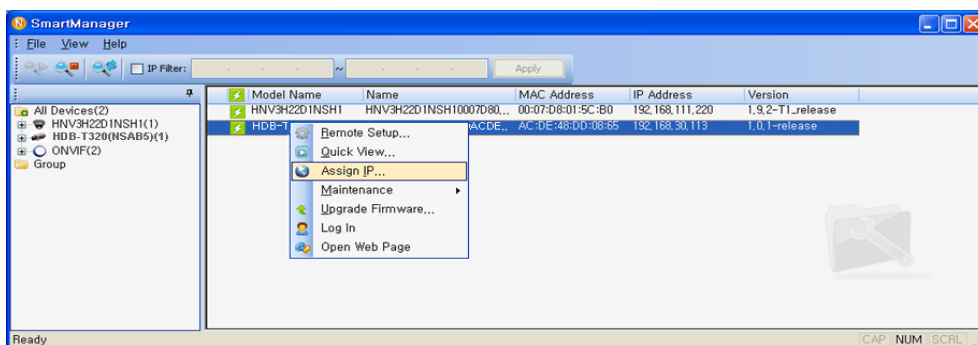 SmartManager
File View Help
IP Filter: . . . ~ . . . Apply
Model Name Name MAC Address IP Address Version
All Devices(2)
HNV3H22D1NSH1(1)
HDB-T320(NSAB5)(1)
ONVIF(2)
Group
HNV3H22D1NSH1 HNV3H22D1NSH10007D80... 00:07:D8:01:5C:B0 192,168,111,220 1,9,2-T1_release
HDB-T ACDE... AC:DE:48:DD:08:65 192,168,30,113 1,0,1-release
Remote Setup...
Quick View...
Assign IP...
Maintenance
Upgrade Firmware...
Log In
Open Web Page
Ready CAP NUM SCRL